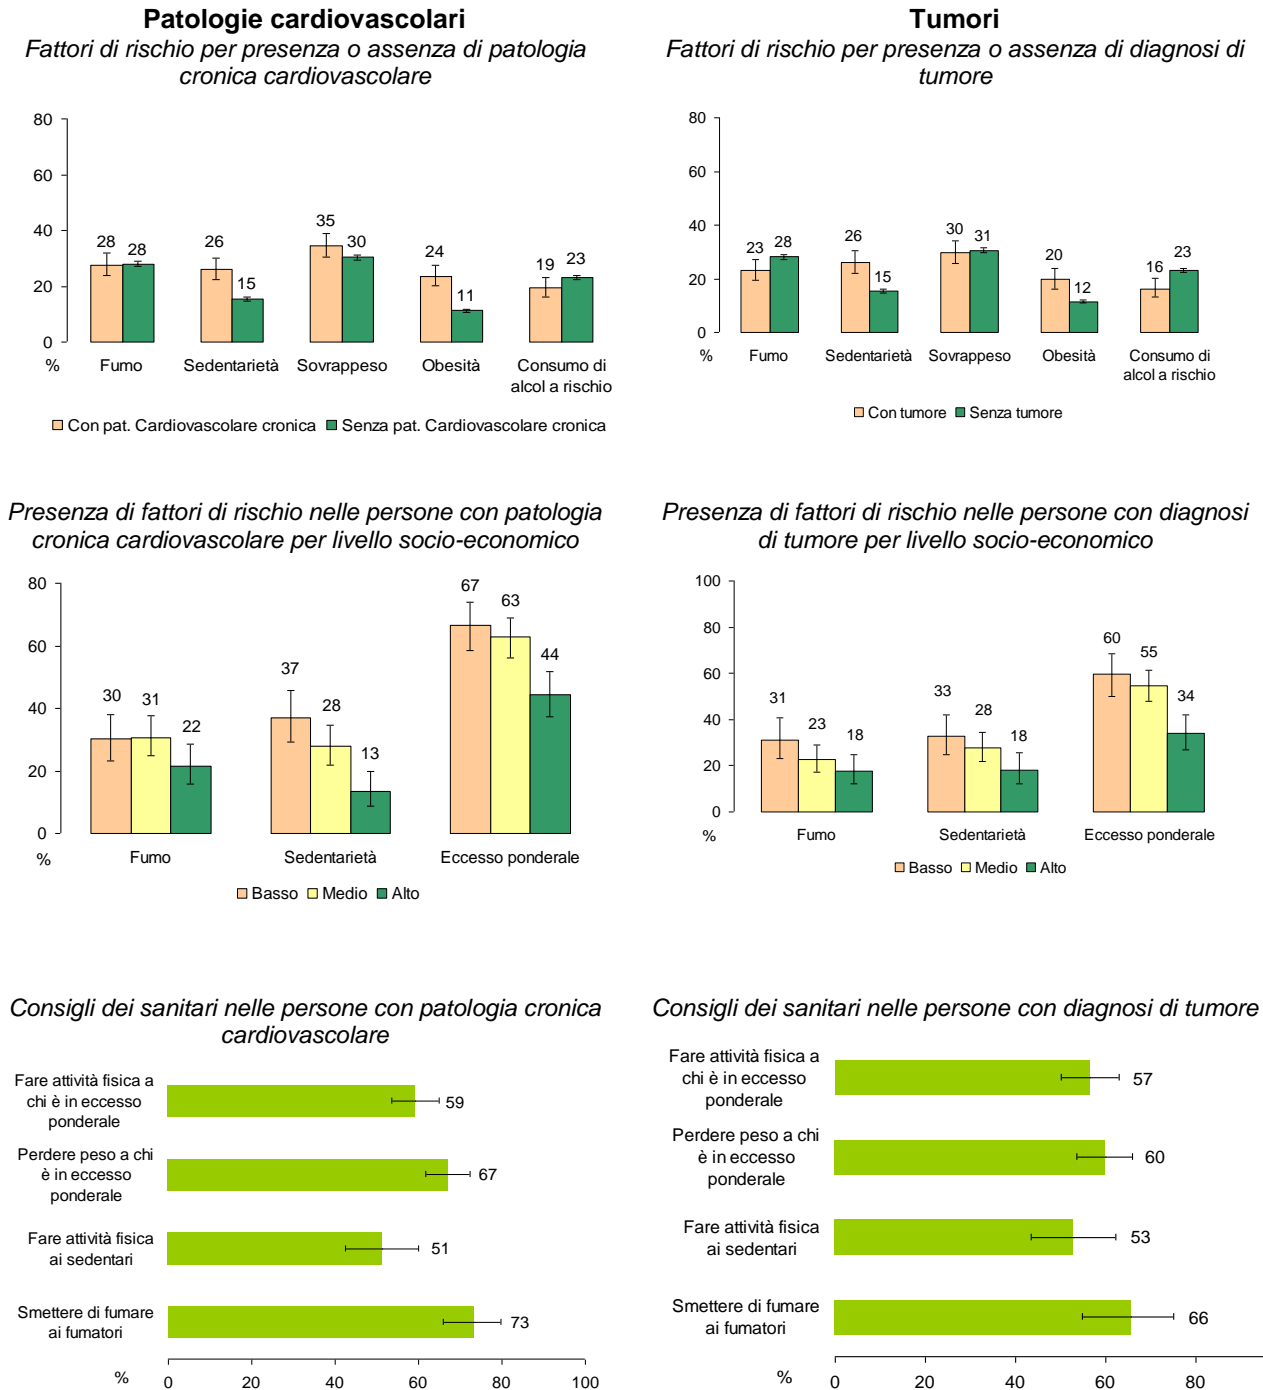 Patologie cardiovascolari
Fattori di rischio per presenza o assenza di patologia
cronica cardiovascolare
80
60
40
20
0
%
28
28
26
15
35
30
24
11
19
23
Fumo
Sedentarietà
Sovrappeso
Obesità
Consumo di
alcol a rischio
Con pat. Cardiovascolare cronica
Senza pat. Cardiovascolare cronica
Tumori
Fattori di rischio per presenza o assenza di diagnosi di
tumore
80
60
40
20
0
%
23
28
26
15
30
31
20
12
16
23
Fumo
Sedentarietà
Sovrappeso
Obesità
Consumo di
alcol a rischio
Con tumore
Senza tumore
Presenza di fattori di rischio nelle persone con patologia
cronica cardiovascolare per livello socio-economico
80
60
40
20
0
%
30
31
22
37
28
13
67
63
44
Fumo
Sedentarietà
Eccesso ponderale
Basso
Medio
Alto
Presenza di fattori di rischio nelle persone con diagnosi
di tumore per livello socio-economico
100
80
60
40
20
0
%
31
23
18
33
28
18
60
55
34
Fumo
Sedentarietà
Eccesso ponderale
Basso
Medio
Alto
Consigli dei sanitari nelle persone con patologia cronica
cardiovascolare
Fare attività fisica a
chi è in eccesso
ponderale
59
Perdere peso a chi
è in eccesso
ponderale
67
Fare attività fisica
ai sedentari
51
Smettere di fumare
ai fumatori
73
%
0
20
40
60
80
100
Consigli dei sanitari nelle persone con diagnosi di tumore
Fare attività fisica a
chi è in eccesso
ponderale
57
Perdere peso a chi
è in eccesso
ponderale
60
Fare attività fisica
ai sedentari
53
Smettere di fumare
ai fumatori
66
%
0
20
40
60
80